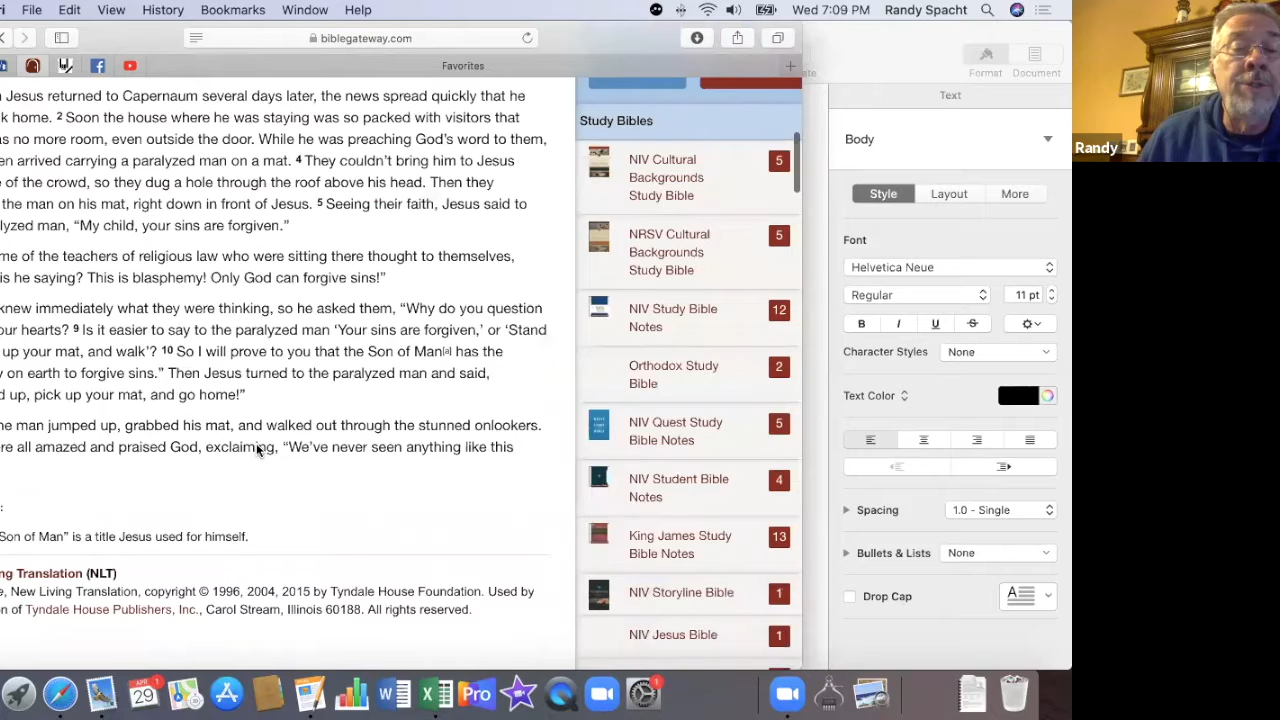 File Edit View History Bookmarks Window Help Wed 7:09 PM Randy Spacht
biblegateway.com
Favorites
Jesus returned to Capernaum several days later, the news spread quickly that he
k home. 2 Soon the house where he was staying was so packed with visitors that
as no more room, even outside the door. While he was preaching God's word to them,
en arrived carrying a paralyzed man on a mat. 4 They couldn't bring him to Jesus
e of the crowd, so they dug a hole through the roof above his head. Then they
the man on his mat, right down in front of Jesus. 5 Seeing their faith, Jesus said to
lyzed man, "My child, your sins are forgiven."
me of the teachers of religious law who were sitting there thought to themselves,
is he saying? This is blasphemy! Only God can forgive sins!"
knew immediately what they were thinking, so he asked them, "Why do you question
our hearts? 9 Is it easier to say to the paralyzed man 'Your sins are forgiven,' or 'Stand
up your mat, and walk'? 10 So I will prove to you that the Son of Man[a] has the
y on earth to forgive sins." Then Jesus turned to the paralyzed man and said,
d up, pick up your mat, and go home!"
he man jumped up, grabbed his mat, and walked out through the stunned onlookers.
re all amazed and praised God, exclaiming, "We've never seen anything like this
:
Son of Man" is a title Jesus used for himself.
ng Translation (NLT)
e, New Living Translation, copyright © 1996, 2004, 2015 by Tyndale House Foundation. Used by
on of Tyndale House Publishers, Inc., Carol Stream, Illinois 60188. All rights reserved.
Study Bibles
NIV Cultural
Backgrounds
Study Bible
5
NRSV Cultural
Backgrounds
Study Bible
5
NIV Study Bible
Notes
12
Orthodox Study
Bible
2
NIV Quest Study
Bible Notes
5
NIV Student Bible
Notes
4
King James Study
Bible Notes
13
NIV Storyline Bible
1
NIV Jesus Bible
1
Format Document
Text
Body
Style Layout More
Font
Helvetica Neue
Regular 11 pt
B I U S
Character Styles None
Text Color
Spacing 1.0 - Single
Bullets & Lists None
Drop Cap
A
Randy
APR 1
29
W X Pro
1